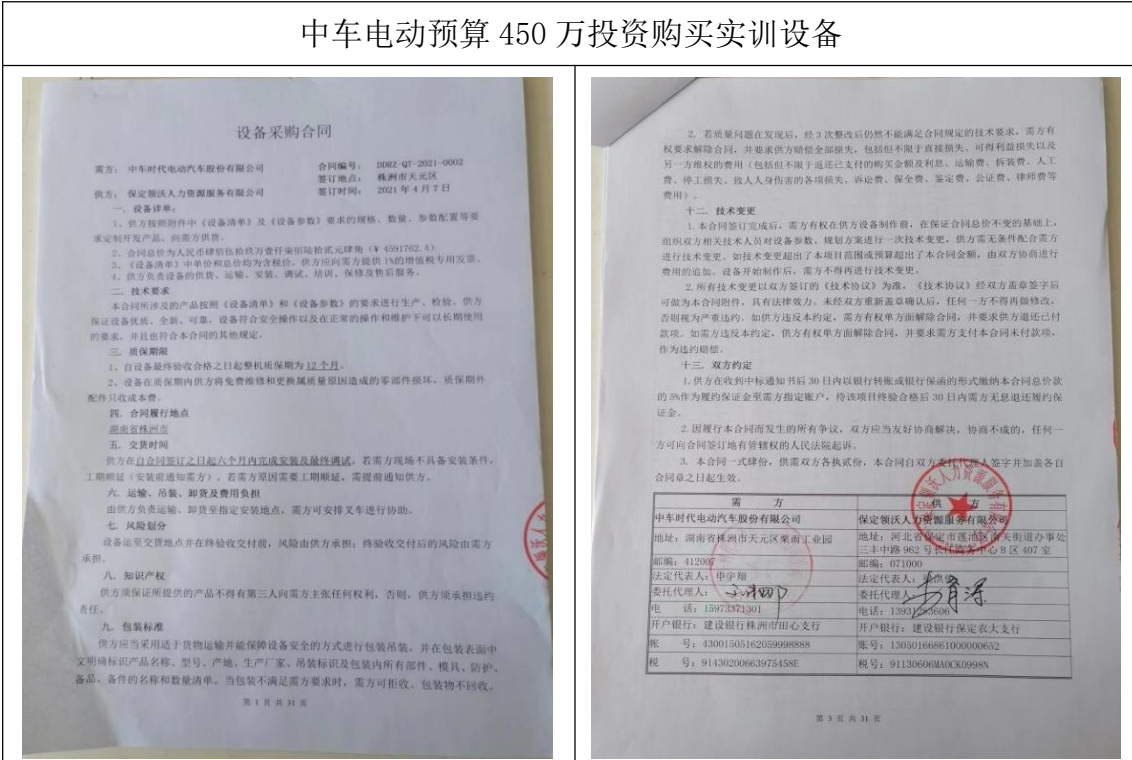 中车电动预算 450 万投资购买实训设备
设备采购合同
需方：中车时代电动汽车股份有限公司 合同编号：DDRZ-QT-2021-0002
签订地点：株洲市天元区
供方：保定领沃人力资源服务有限公司 签订时间：2021 年 4 月 7 日
一、设备详单：
1、供方按照附件中《设备清单》及《设备参数》要求的规格、数量、参数配置等要
求定制开发产品，向需方供货。
2、合同总价为人民币肆佰伍拾玖万壹仟柒佰陆拾贰元肆角（¥ 4591762.4）
3、《设备清单》中单价和总价均为含税价，供方应向需方提供 1%的增值税专用发票。
4、供方负责设备的供货、运输、安装、调试、培训、保修及售后服务。
二、技术要求
本合同所涉及的产品按照《设备清单》和《设备参数》的要求进行生产、检验，供方
保证设备优质、全新、可靠，设备符合安全操作以及在正常的操作和维护下可以长期使用
的要求，并且也符合本合同的其他规定。
三、质保期限
1、自设备最终验收合格之日起整机质保期为 12 个月。
2、设备在质保期内供方将免费维修和更换属质量原因造成的零部件损坏，质保期外
配件只收成本费。
四、合同履行地点
湖南省株洲市
五、交货时间
供方在自合同签订之日起六个月内完成安装及最终调试。若需方现场不具备安装条件，
工期顺延（安装前通知需方）。若需方原因需要工期顺延，需提前通知供方。
六、运输、吊装、卸货及费用负担
由供方负责运输、卸货至指定安装地点，需方可安排叉车进行协助。
七、风险划分
设备运至交货地点并在终验收交付前，风险由供方承担；终验收交付后的风险由需方
承担。
八、知识产权
供方须保证所提供的产品不得有第三人向需方主张任何权利，否则，供方须承担违约
责任。
九、包装标准
供方应当采用适于货物运输并能保障设备安全的方式进行包装吊装，并在包装表面中
文明确标识产品名称、型号、产地、生产厂家、吊装标识及包装内所有部件、模具、防护、
备品、备件的名称和数量清单。当包装不满足需方要求时，需方可拒收。包装物不回收。
第 1 页 共 31 页
2、若质量问题在发现后，经 3 次整改后仍然不能满足合同规定的技术要求，需方有
权要求解除合同，并要求供方赔偿全部损失，包括但不限于直接损失、可得利益损失以及
另一方维权的费用（包括但不限于返还已支付的购买金额及利息、运输费、拆装费、人工
费、停工损失、致人人身伤害的各项损失、诉讼费、保全费、鉴定费、公证费、律师费等
费用）。
十二、技术变更
1.本合同签订完成后，需方有权在供方设备制作前，在保证合同总价不变的基础上，
组织双方相关技术人员对设备参数、规划方案进行一次技术变更，供方需无条件配合需方
进行技术变更。如技术变更超出了本项目范围或预算超出了本合同金额，由双方协商进行
费用的追加。设备开始制作后，需方不得再进行技术变更。
2.所有技术变更以双方签订的《技术协议》为准，《技术协议》经双方盖章签字后
可做为本合同附件，具有法律效力。未经双方重新盖章确认后，任何一方不得再做修改，
否则视为严重违约。如供方违反本约定，需方有权单方面解除合同，并要求供方退还已付
款项。如需方违反本约定，供方有权单方面解除合同，并要求需方支付本合同未付款项，
作为违约赔偿。
十三、双方约定
1.供方在收到中标通知书后 30 日内以银行转账或银行保函的形式缴纳本合同总价款
的 5%作为履约保证金至需方指定账户，待该项目终验合格后 30 日内需方无息退还履约保
证金。
2.因履行本合同而发生的所有争议，双方应当友好协商解决，协商不成的，任何一
方可向合同签订地有管辖权的人民法院起诉。
3. 本合同一式肆份，供需双方各执贰份，本合同自双方委托代理人签字并加盖各自
合同章之日起生效。
需 方 供 方
中车时代电动汽车股份有限公司 保定领沃人力资源服务有限公司
地址：湖南省株洲市天元区栗雨工业园 地址：河北省保定市莲池区南关街道办事处
三丰中路 962 号长江商务中心 B 区 407 室
邮编：412007 邮编：071000
法定代表人：申宇翔 法定代表人：
委托代理人： 委托代理人：
电 话：15973371301 电话：13931283606
开户银行：建设银行株洲市田心支行 开户银行：建设银行保定农大支行
帐 号：43001505162059998888 账号：13050166861000000652
税 号：91430200663975458E 税号：91130606MA0CK0998N
第 3 页 共 31 页